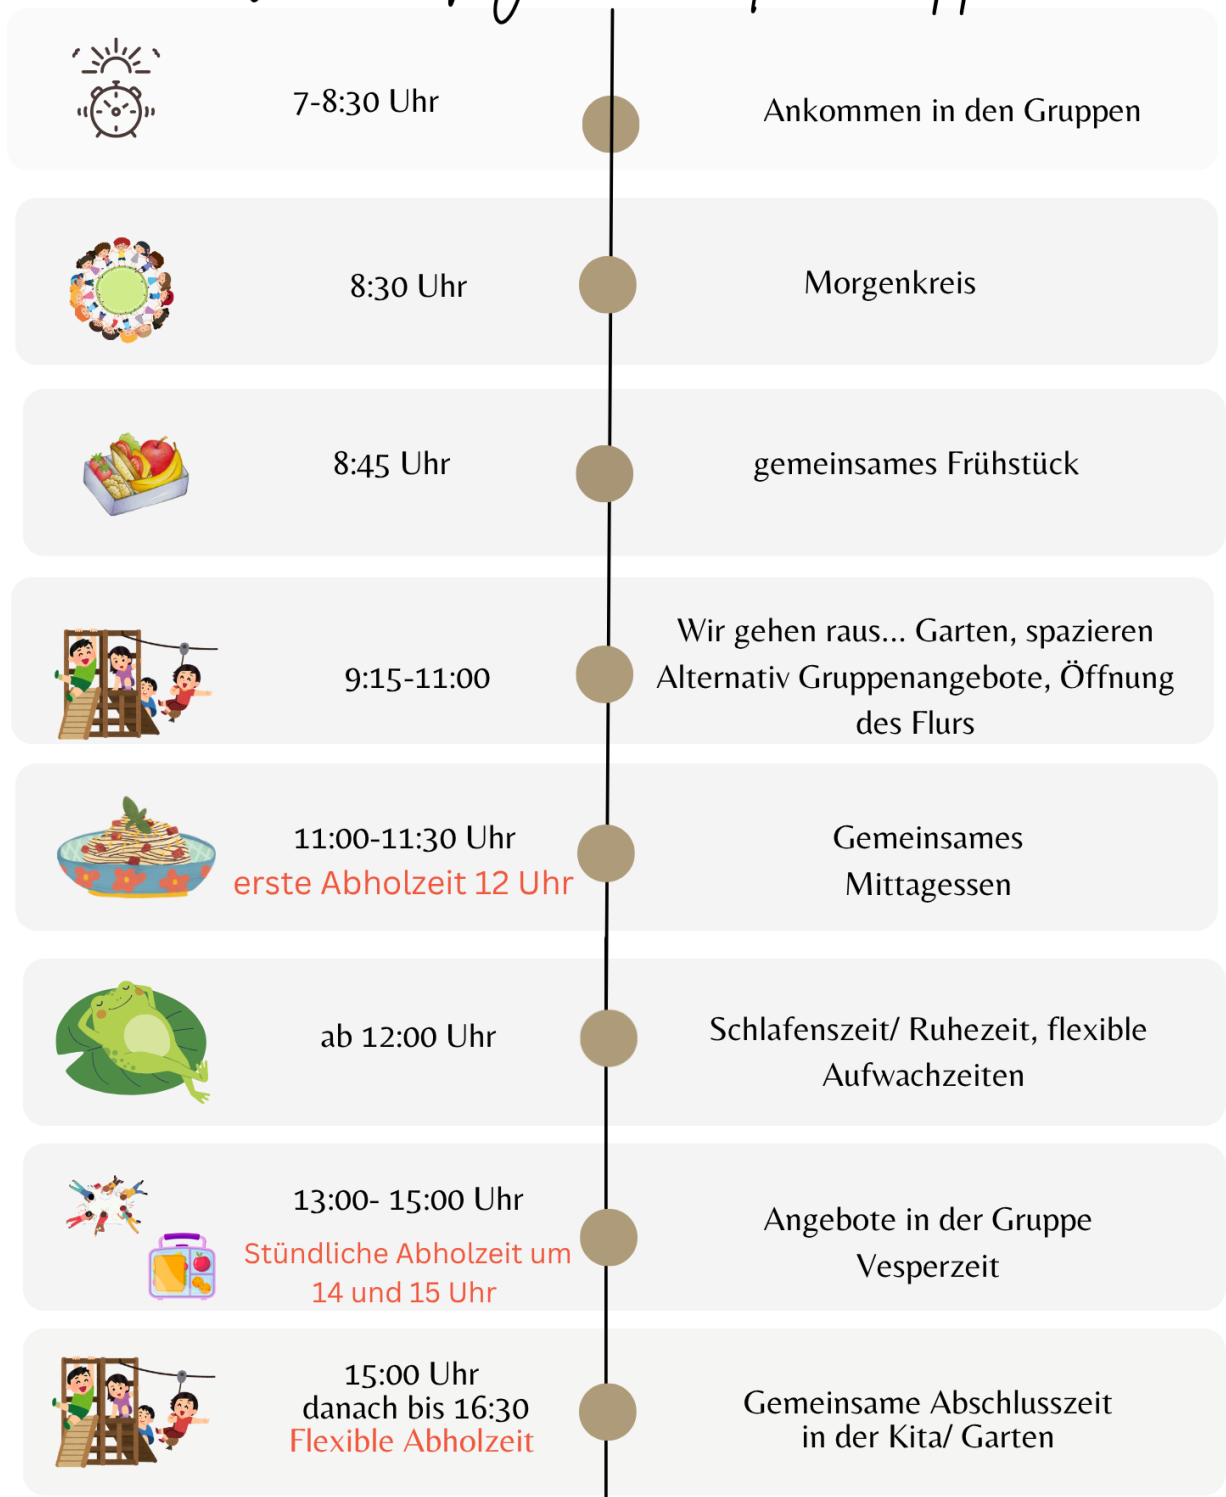 7-8:30 Uhr
Ankommen in den Gruppen
8:30 Uhr
Morgenkreis
8:45 Uhr
gemeinsames Frühstück
9:15-11:00
Wir gehen raus... Garten, spazieren
Alternativ Gruppenangebote, Öffnung
des Flurs
11:00-11:30 Uhr
erste Abholzeit 12 Uhr
Gemeinsames
Mittagessen
ab 12:00 Uhr
Schlafenszeit/ Ruhezeit, flexible
Aufwachzeiten
13:00- 15:00 Uhr
Stündliche Abholzeit um
14 und 15 Uhr
Angebote in der Gruppe
Vesperzeit
15:00 Uhr
danach bis 16:30
Flexible Abholzeit
Gemeinsame Abschlusszeit
in der Kita/ Garten